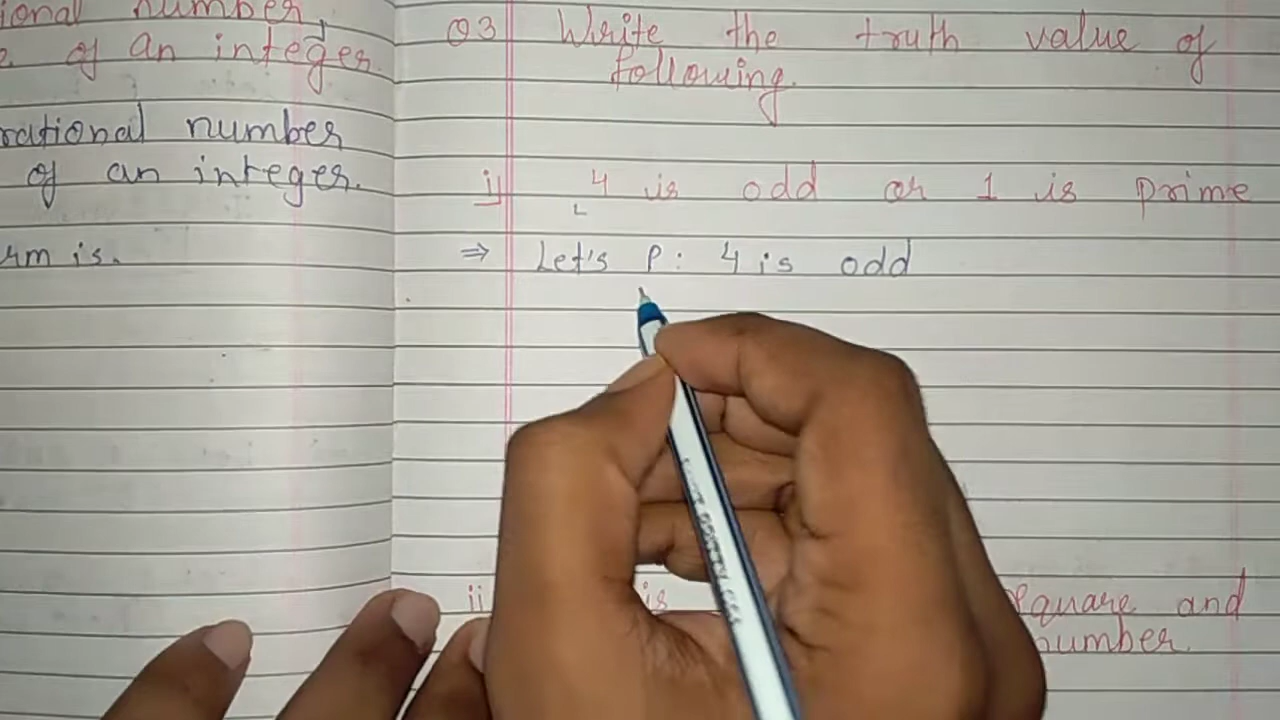 ional number,
e of an integer.
rational number
of an integer.
rm is.
Q3 Write the truth value of
following.
i) 4 is odd or 1 is prime
⇒ Let's P: 4 is odd
ii is square and
number.